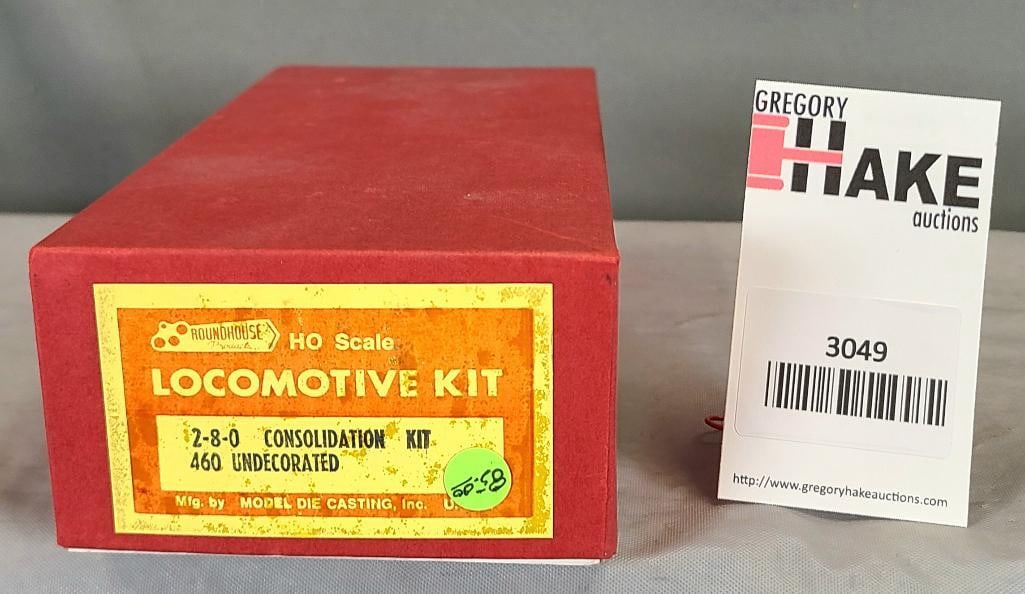 ROUNDHOUSE
Products
HO Scale
LOCOMOTIVE KIT
2-8-0 CONSOLIDATION KIT
460 UNDECORATED
Mfg. by MODEL DIE CASTING, Inc.
GREGORY
HAKE
auctions
3049
http://www.gregoryhakeauctions.com